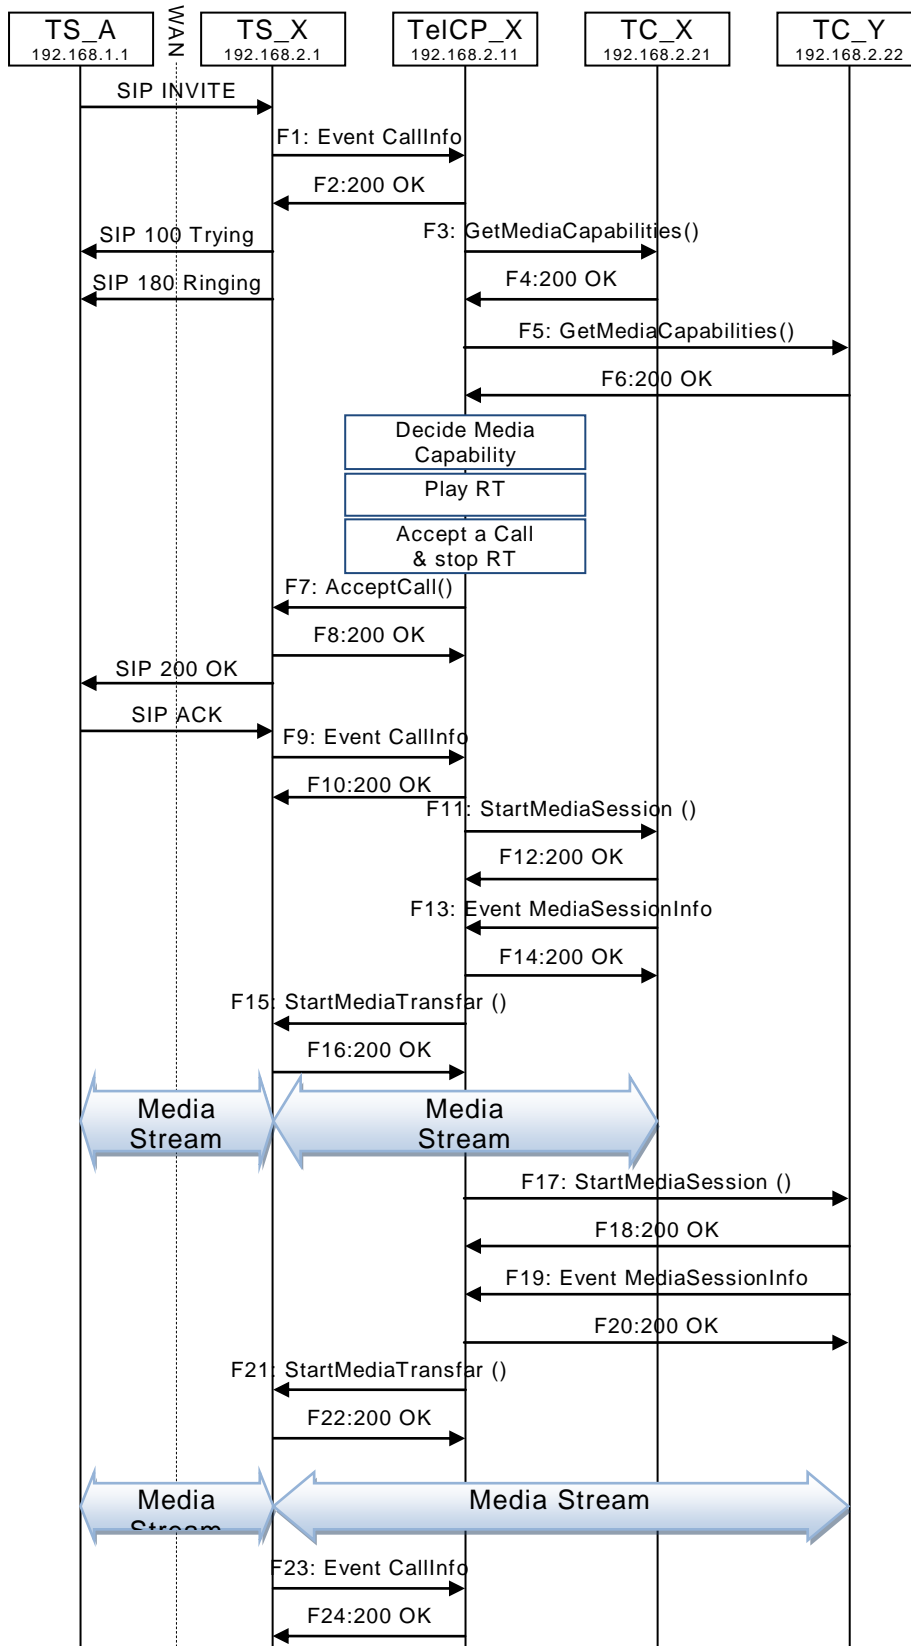 TS_A
192.168.1.1
WAN
TS_X
192.168.2.1
TelCP_X
192.168.2.11
TC_X
192.168.2.21
TC_Y
192.168.2.22
SIP INVITE
F1: Event CallInfo
F2:200 OK
SIP 100 Trying
F3: GetMediaCapabilities()
SIP 180 Ringing
F4:200 OK
F5: GetMediaCapabilities()
F6:200 OK
Decide Media
Capability
Play RT
Accept a Call
& stop RT
F7: AcceptCall()
F8:200 OK
SIP 200 OK
SIP ACK
F9: Event CallInfo
F10:200 OK
F11: StartMediaSession ()
F12:200 OK
F13: Event MediaSessionInfo
F14:200 OK
F15: StartMediaTransfar ()
F16:200 OK
Media
Stream
Media
Stream
F17: StartMediaSession ()
F18:200 OK
F19: Event MediaSessionInfo
F20:200 OK
F21: StartMediaTransfar ()
F22:200 OK
Media
Stream
Media Stream
F23: Event CallInfo
F24:200 OK